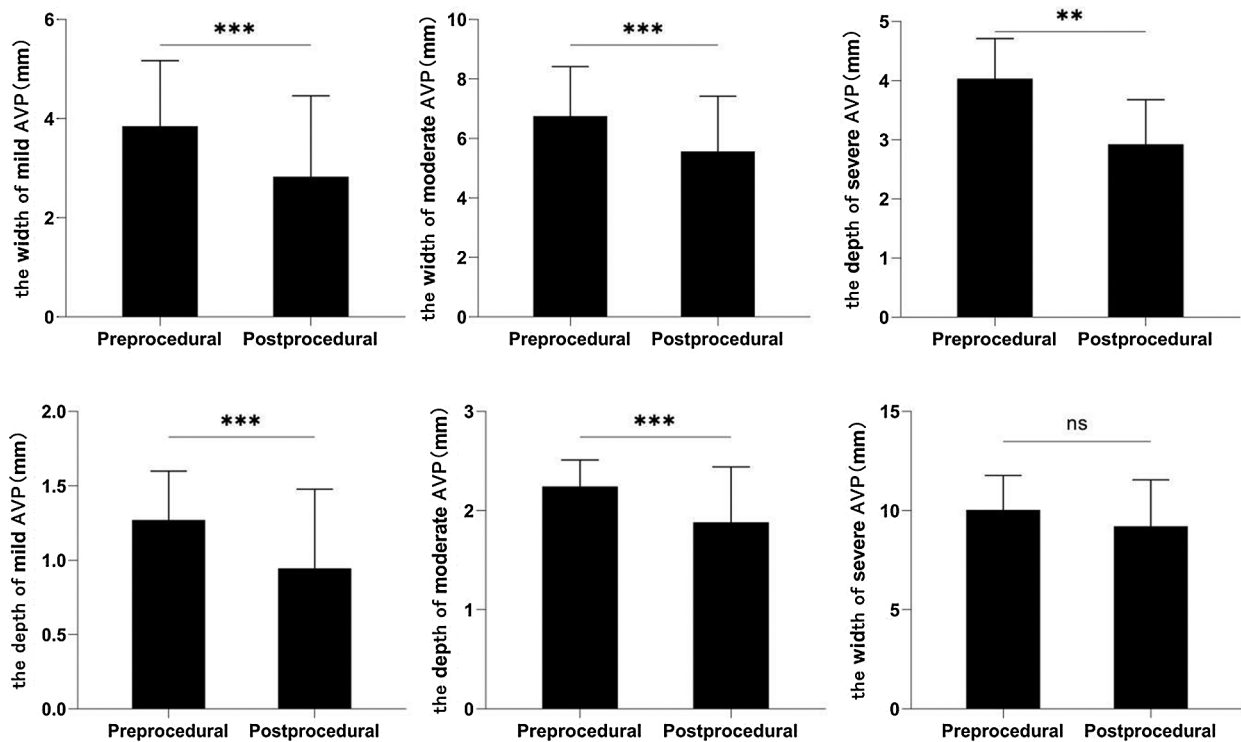 the width of mild AVP(mm)
6
4
2
0
***
Preprocedural Postprocedural
the width of moderate AVP(mm)
10
8
6
4
2
0
***
Preprocedural Postprocedural
the depth of severe AVP(mm)
5
4
3
2
1
0
**
Preprocedural Postprocedural
the depth of mild AVP(mm)
2.0
1.5
1.0
0.5
0.0
***
Preprocedural Postprocedural
the depth of moderate AVP(mm)
3
2
1
0
***
Preprocedural Postprocedural
the width of severe AVP(mm)
15
10
5
0
ns
Preprocedural Postprocedural